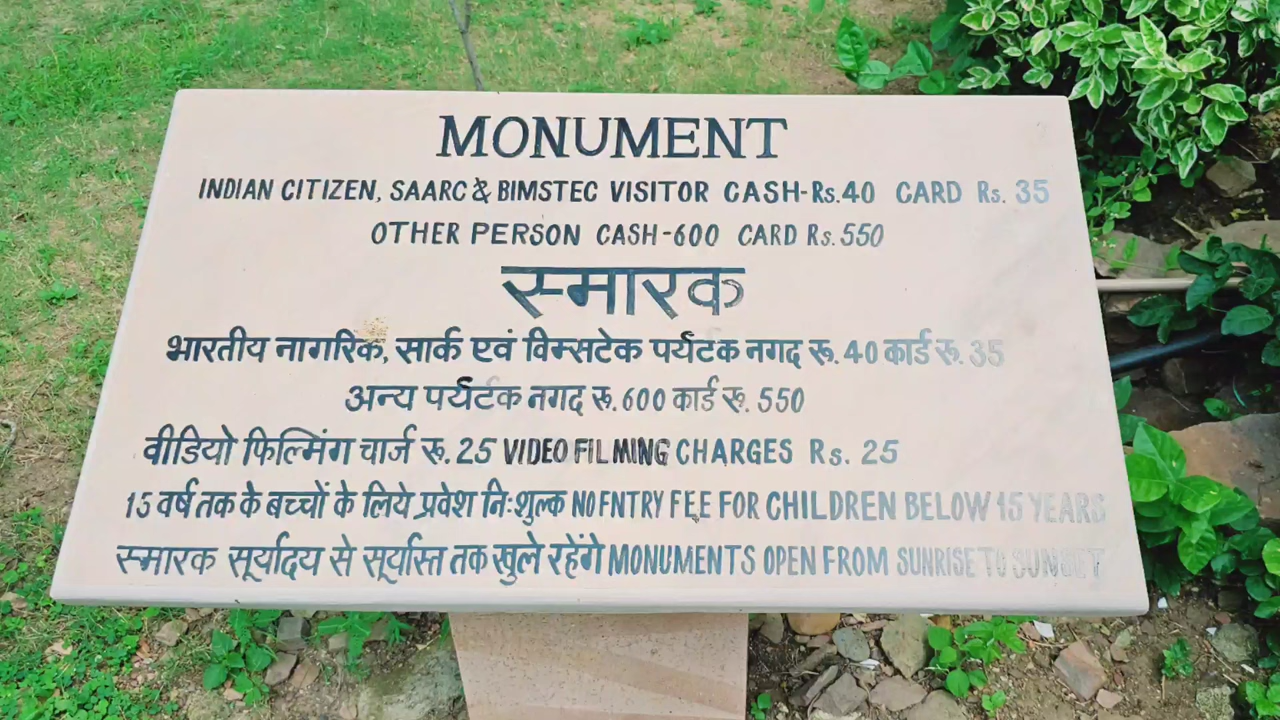 MONUMENT
INDIAN CITIZEN, SAARC & BIMSTEC VISITOR CASH-Rs.40 CARD Rs. 35
OTHER PERSON CASH-600 CARD Rs.550
स्मारक
भारतीय नागरिक, सार्क एवं विम्सटेक पर्यटक नगद रू. 40 कार्ड रू. 35
अन्य पर्यटक नगद रू. 600 कार्ड रू. 550
वीडियो फिल्मिंग चार्ज रू. 25 VIDEO FILMING CHARGES Rs. 25
15 वर्ष तक के बच्चों के लिये प्रवेश नि:शुल्क NO ENTRY FEE FOR CHILDREN BELOW 15 YEARS
स्मारक सूर्यादय से सूर्यास्त तक खुले रहेंगे MONUMENTS OPEN FROM SUNRISE TO SUNSET